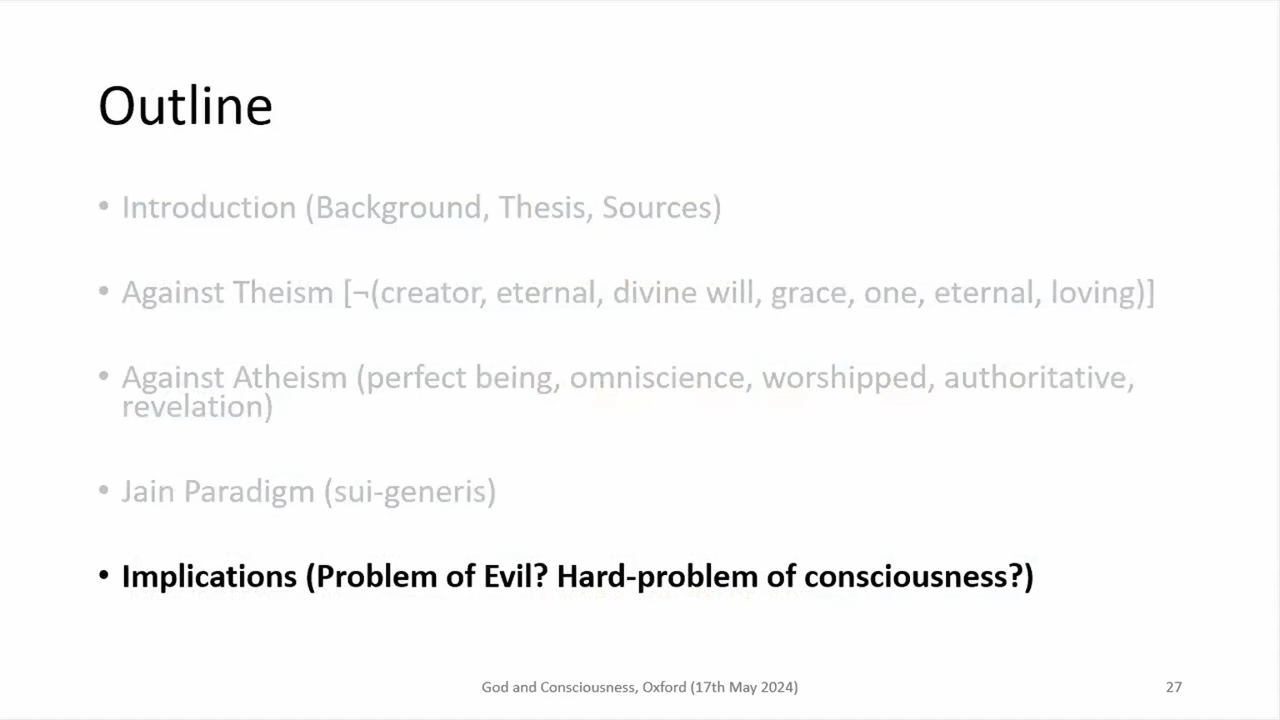 Outline
• Introduction (Background, Thesis, Sources)
• Against Theism [¬(creator, eternal, divine will, grace, one, eternal, loving)]
• Against Atheism (perfect being, omniscience, worshipped, authoritative,
revelation)
• Jain Paradigm (sui-generis)
• Implications (Problem of Evil? Hard-problem of consciousness?)
God and Consciousness, Oxford (17th May 2024)
27